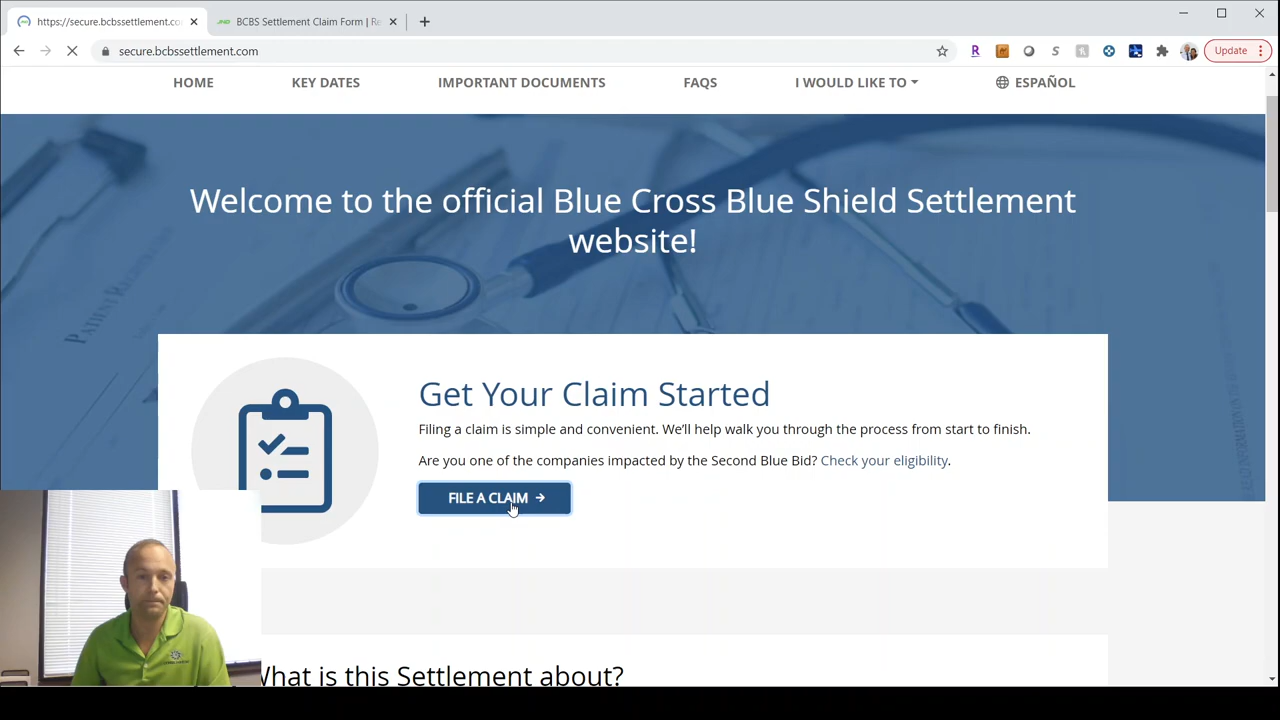 https://secure.bcbssettlement.co
BCBS Settlement Claim Form | R
secure.bcbssettlement.com
Update
HOME
KEY DATES
IMPORTANT DOCUMENTS
FAQS
I WOULD LIKE TO
ESPAÑOL
Welcome to the official Blue Cross Blue Shield Settlement
website!
Get Your Claim Started
Filing a claim is simple and convenient. We'll help walk you through the process from start to finish.
Are you one of the companies impacted by the Second Blue Bid? Check your eligibility.
FILE A CLAIM →
What is this Settlement about?